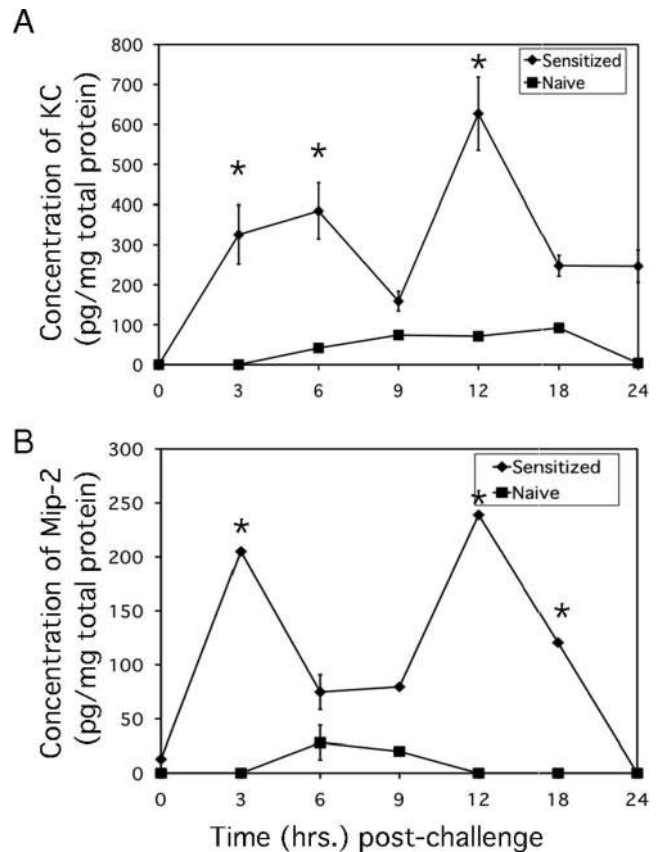 A
Concentration of KC
(pg/mg total protein)
800
700
600
500
400
300
200
100
0
Sensitized
Naive
*
*
*
0 3 6 9 12 18 24
B
Concentration of Mip-2
(pg/mg total protein)
300
250
200
150
100
50
0
Sensitized
Naive
*
*
*
0 3 6 9 12 18 24
Time (hrs.) post-challenge